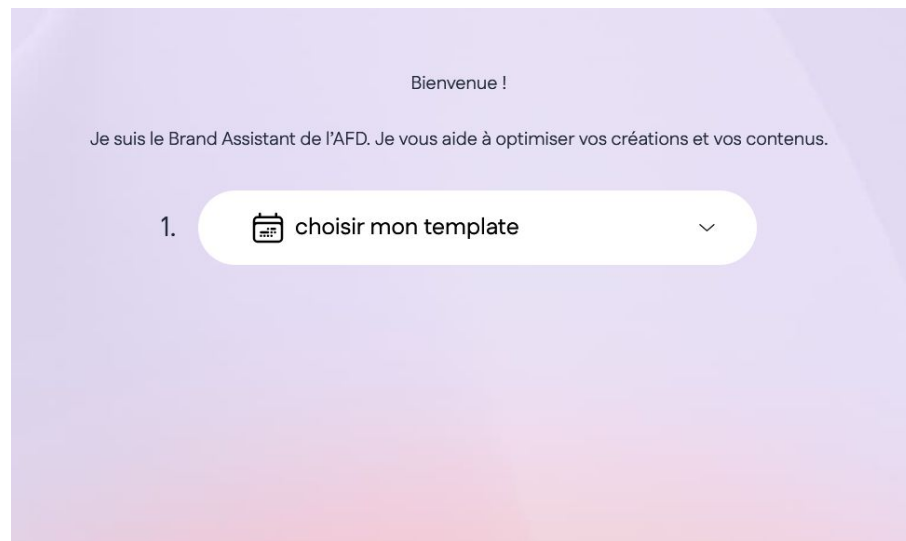 Bienvenue !
Je suis le Brand Assistant de l’AFD. Je vous aide à optimiser vos créations et vos contenus.
1. choisir mon template